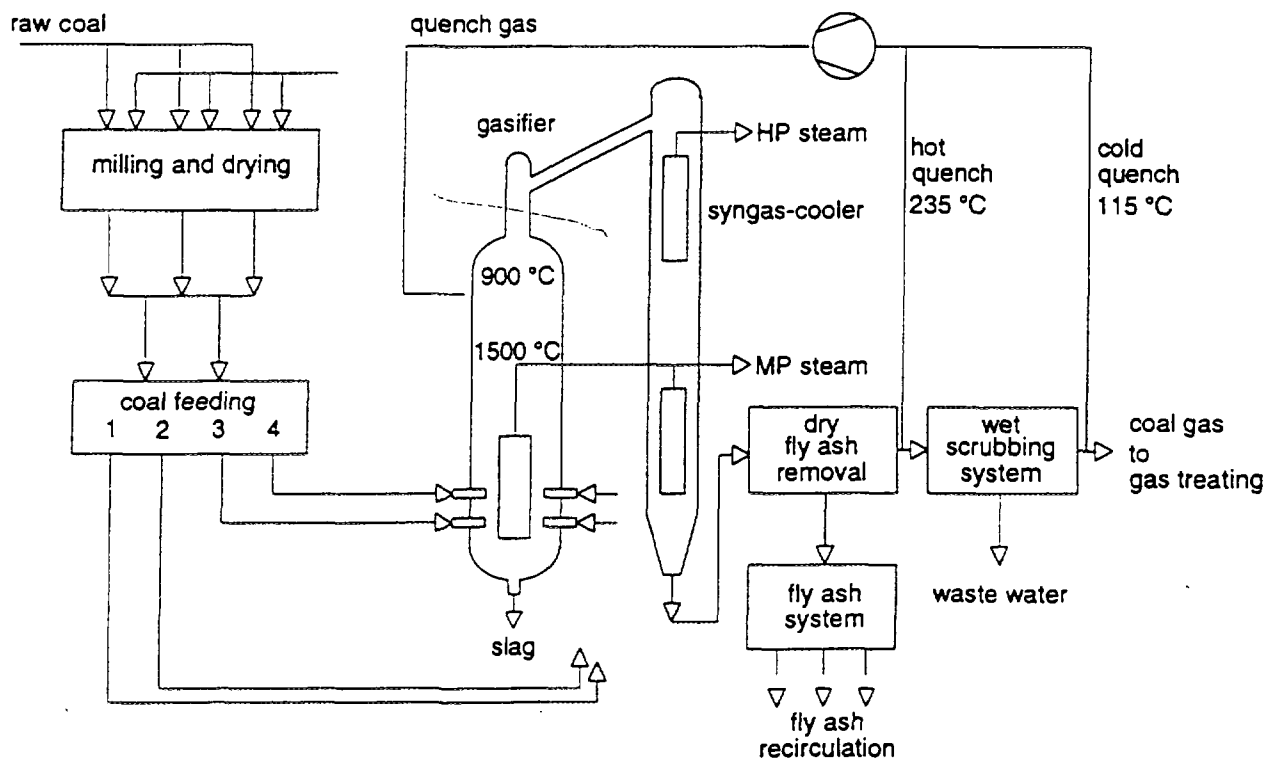 raw coal
quench gas
gasifier
HP steam
hot
quench
235 °C
cold
quench
115 °C
milling and drying
syngas-cooler
900 °C
1500 °C
MP steam
coal feeding
1 2 3 4
dry
fly ash
removal
wet
scrubbing
system
coal gas
to
gas treating
fly ash
system
waste water
slag
fly ash
recirculation